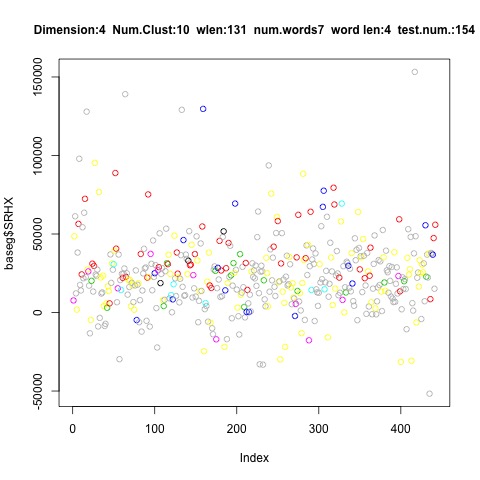 Dimension:4 Num.Clust:10 wlen:131 num.words7 word len:4 test.num.:154
150000
100000
50000
0
-50000
baseg$SRHX
0 100 200 300 400
Index